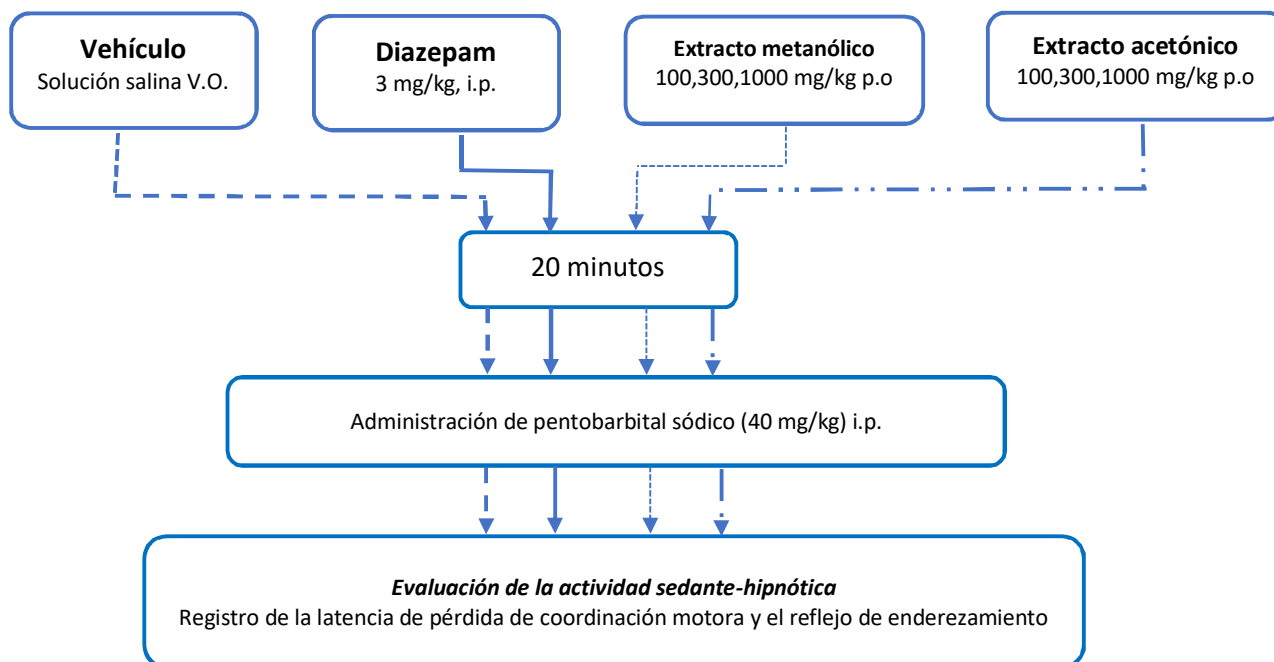 Vehículo
Solución salina V.O.
Diazepam
3 mg/kg, i.p.
Extracto metanólico
100,300,1000 mg/kg p.o
Extracto acetónico
100,300,1000 mg/kg p.o
20 minutos
Administración de pentobarbital sódico (40 mg/kg) i.p.
Evaluación de la actividad sedante-hipnótica
Registro de la latencia de pérdida de coordinación motora y el reflejo de enderezamiento